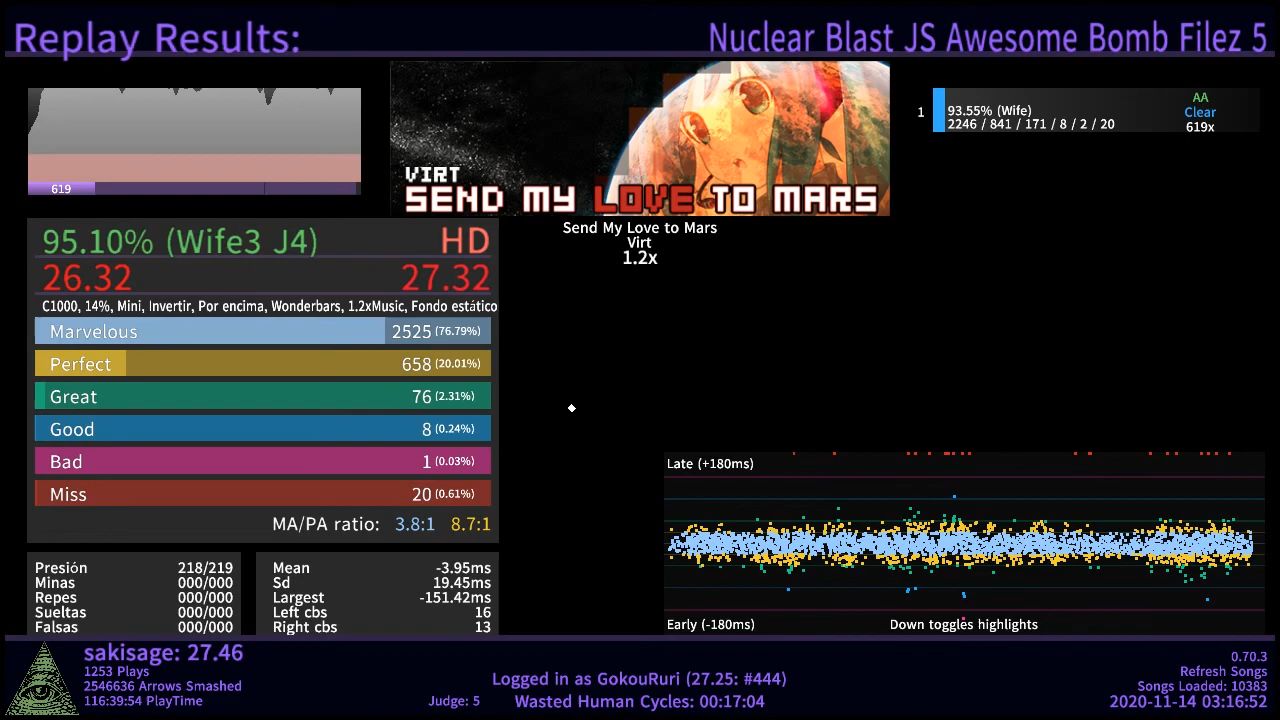 Replay Results:
Nuclear Blast JS Awesome Bomb Filez 5
619
VIRT
SEND MY LOVE TO MARS
Send My Love to Mars
Virt
1.2x
1
93.55% (Wife)
2246 / 841 / 171 / 8 / 2 / 20
AA
Clear
619x
95.10% (Wife3 J4)
HD
26.32
27.32
C1000, 14%, Mini, Invertir, Por encima, Wonderbars, 1.2xMusic, Fondo estático
Marvelous 2525 (76.79%)
Perfect 658 (20.01%)
Great 76 (2.31%)
Good 8 (0.24%)
Bad 1 (0.03%)
Miss 20 (0.61%)
MA/PA ratio: 3.8:1 8.7:1
Presión 218/219
Minas 000/000
Repes 000/000
Sueltas 000/000
Falsas 000/000
Mean -3.95ms
Sd 19.45ms
Largest -151.42ms
Left cbs 16
Right cbs 13
Late (+180ms)
Early (-180ms)
Down toggles highlights
sakisage: 27.46
1253 Plays
2546636 Arrows Smashed
116:39:54 PlayTime
Judge: 5
Logged in as GokouRuri (27.25: #444)
Wasted Human Cycles: 00:17:04
0.70.3
Refresh Songs
Songs Loaded: 10383
2020-11-14 03:16:52